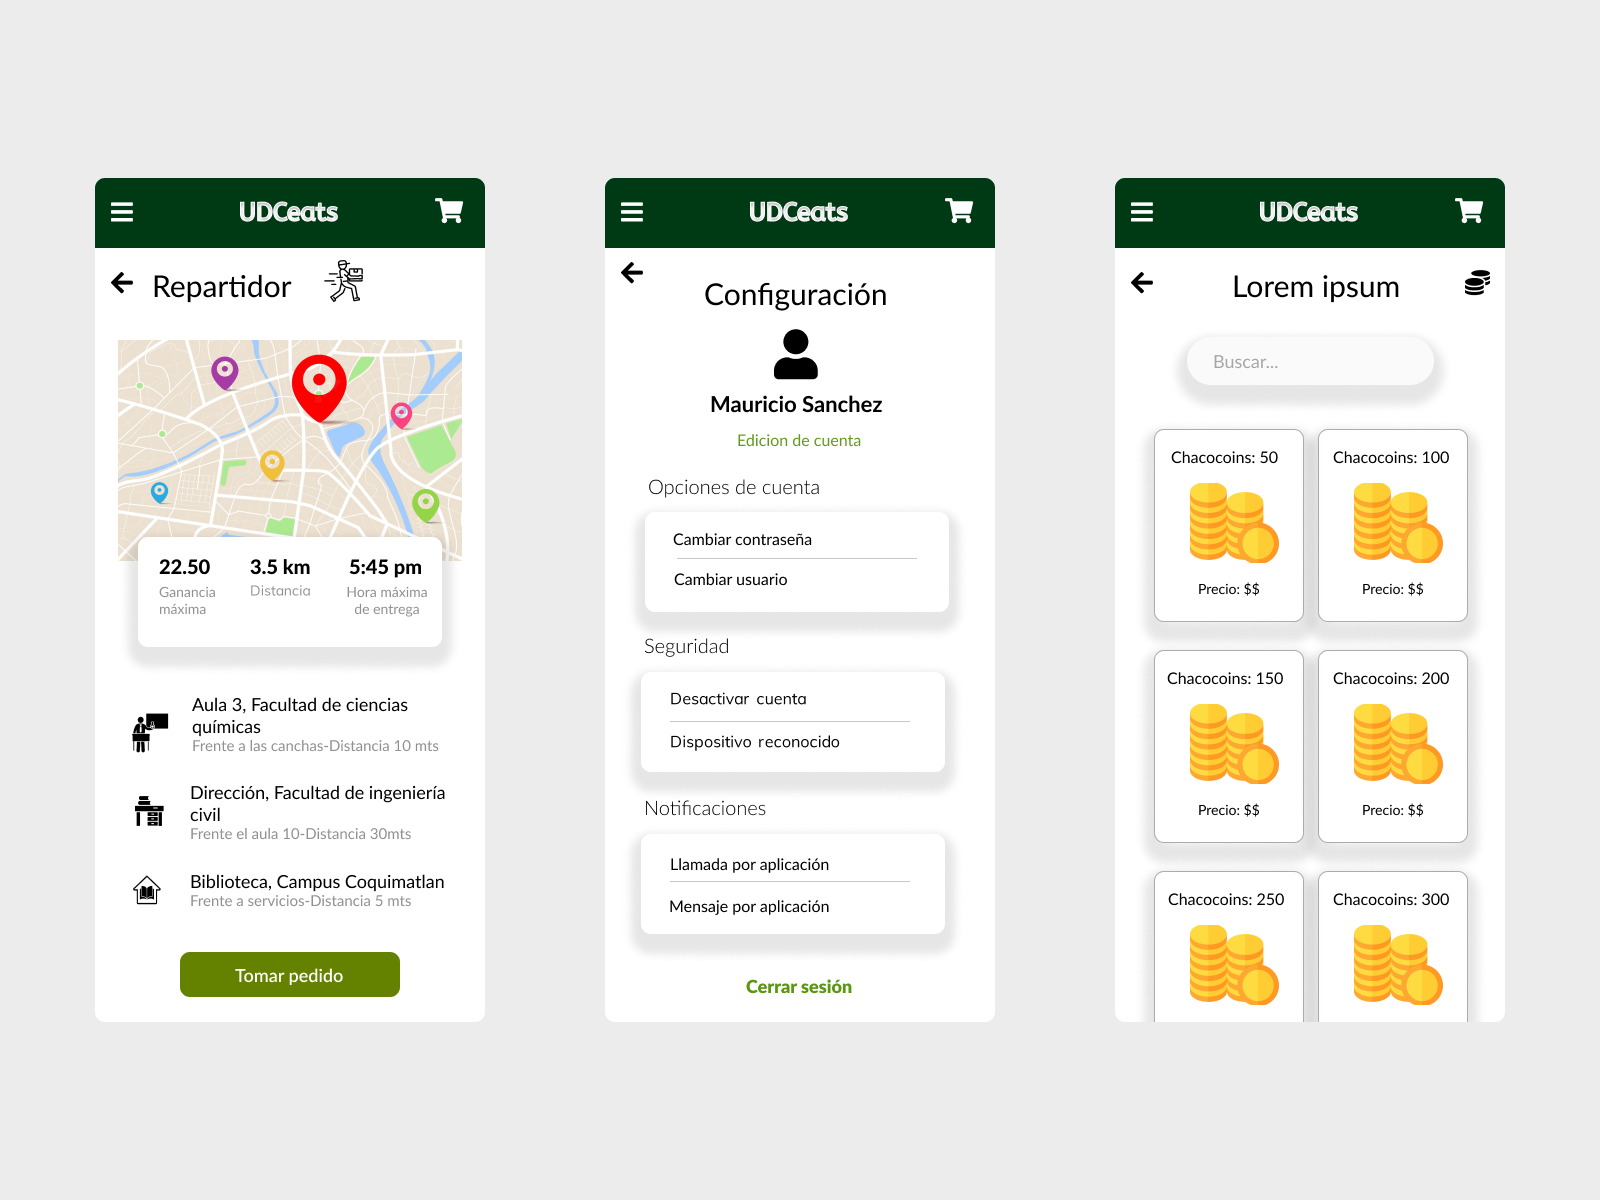 UDCeats
Repartidor
22.50
Ganancia
máxima
3.5 km
Distancia
5:45 pm
Hora máxima
de entrega
Aula 3, Facultad de ciencias
químicas
Frente a las canchas-Distancia 10 mts
Dirección, Facultad de ingeniería
civil
Frente el aula 10-Distancia 30mts
Biblioteca, Campus Coquimatlan
Frente a servicios-Distancia 5 mts
Tomar pedido
UDCeats
Configuración
Mauricio Sanchez
Edicion de cuenta
Opciones de cuenta
Cambiar contraseña
Cambiar usuario
Seguridad
Desactivar cuenta
Dispositivo reconocido
Notificaciones
Llamada por aplicación
Mensaje por aplicación
Cerrar sesión
UDCeats
Lorem ipsum
Buscar...
Chacocoins: 50
Precio: $$
Chacocoins: 100
Precio: $$
Chacocoins: 150
Precio: $$
Chacocoins: 200
Precio: $$
Chacocoins: 250
Chacocoins: 300